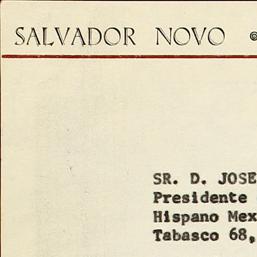 SALVADOR NOVO
SR. D. JOSE
Presidente
Hispano Mex
Tabasco 68,